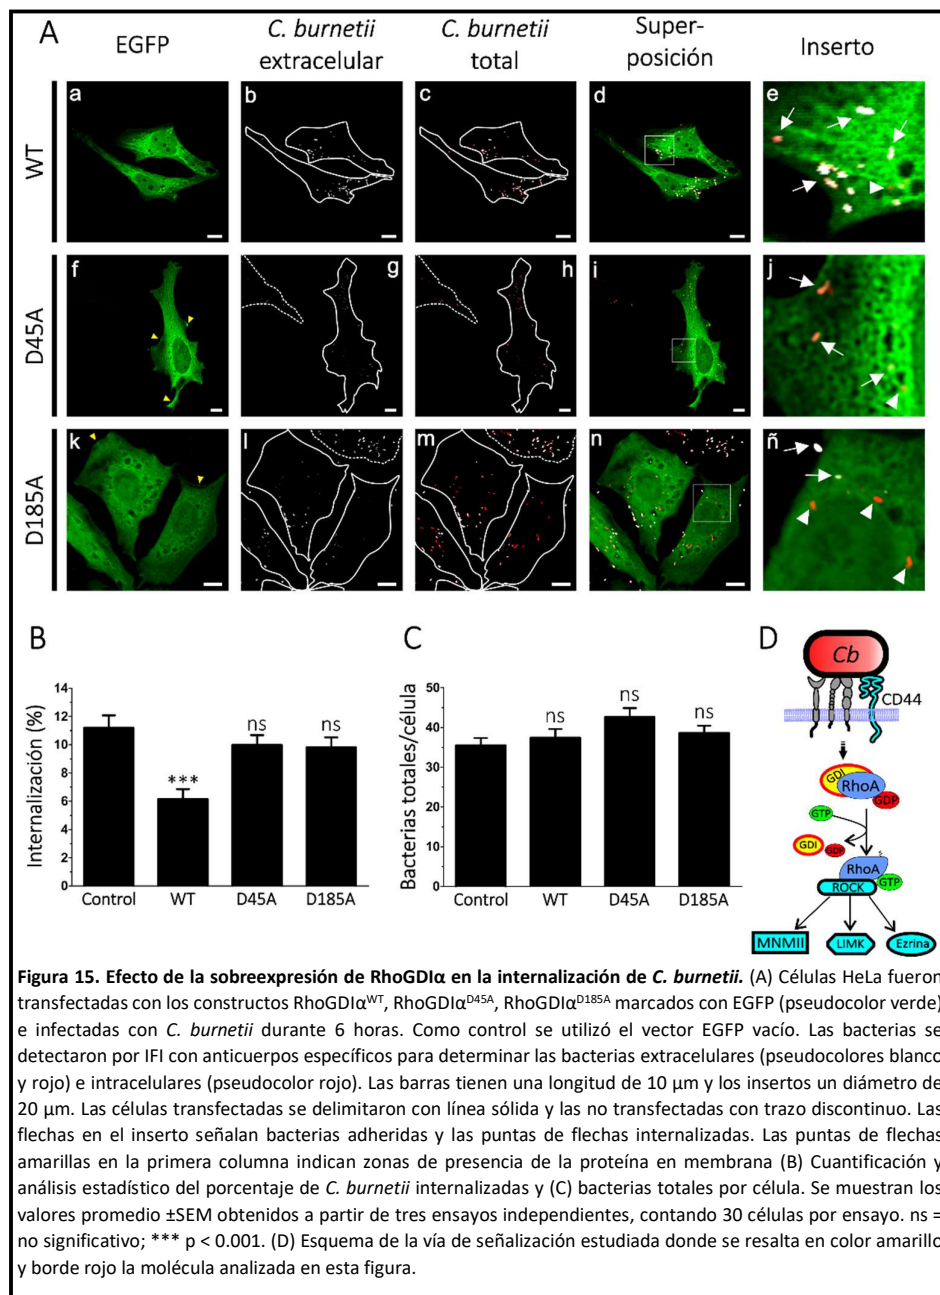 A
EGFP
C. burnetii
extracelular
C. burnetii
total
Super-
posición
Inserto
WT
a
b
c
d
e
D45A
f
g
h
i
j
D185A
k
l
m
n
ñ
B
Internalización (%)
14
12
10
8
6
4
2
0
***
ns
ns
Control
WT
D45A
D185A
C
Bacterias totales/célula
50
40
30
20
10
0
ns
ns
ns
Control
WT
D45A
D185A
D
Cb
CD44
GDI
RhoA
GDP
GTP
GDI
GDP
RhoA
GTP
ROCK
MNMII
LIMK
Ezrina
Figura 15. Efecto de la sobreexpresión de RhoGDIα en la internalización de C. burnetii. (A) Células HeLa fueron
transfectadas con los constructos RhoGDIα^WT, RhoGDIα^D45A, RhoGDIα^D185A marcados con EGFP (pseudocolor verde)
e infectadas con C. burnetii durante 6 horas. Como control se utilizó el vector EGFP vacío. Las bacterias se
detectaron por IFI con anticuerpos específicos para determinar las bacterias extracelulares (pseudocolores blanco
y rojo) e intracelulares (pseudocolor rojo). Las barras tienen una longitud de 10 µm y los insertos un diámetro de
20 µm. Las células transfectadas se delimitaron con línea sólida y las no transfectadas con trazo discontinuo. Las
flechas en el inserto señalan bacterias adheridas y las puntas de flechas internalizadas. Las puntas de flechas
amarillas en la primera columna indican zonas de presencia de la proteína en membrana (B) Cuantificación y
análisis estadístico del porcentaje de C. burnetii internalizadas y (C) bacterias totales por célula. Se muestran los
valores promedio ±SEM obtenidos a partir de tres ensayos independientes, contando 30 células por ensayo. ns =
no significativo; *** p < 0.001. (D) Esquema de la vía de señalización estudiada donde se resalta en color amarillo
y borde rojo la molécula analizada en esta figura.